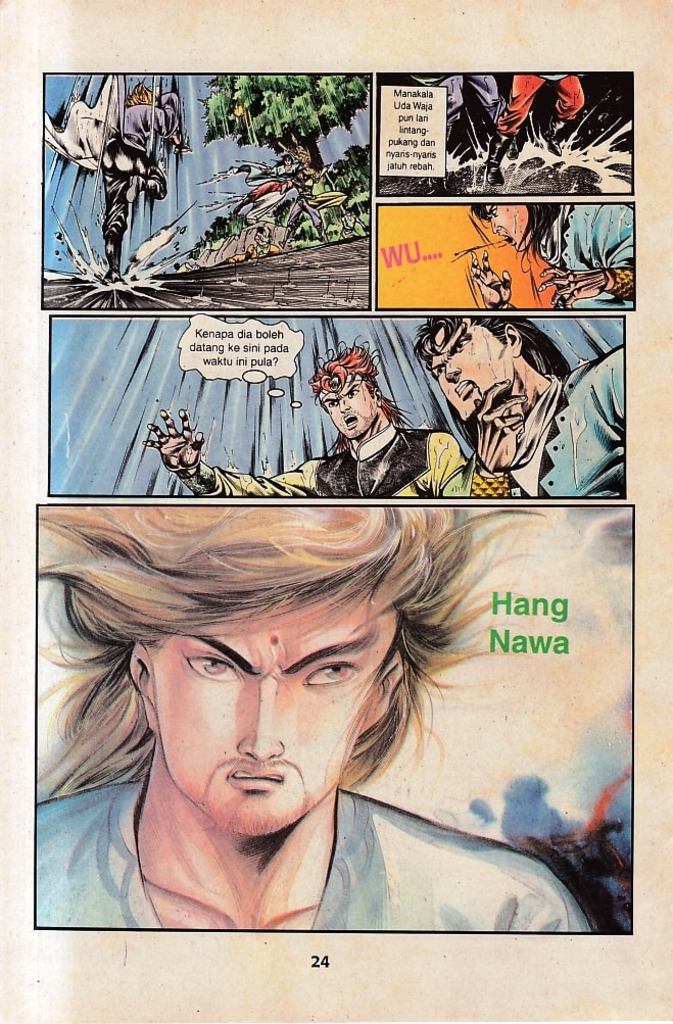 Manakala
Uda Waja
pun lari
lintang-
pukang dan
nyaris-nyaris
jatuh rebah.
WU....
Kenapa dia boleh
datang ke sini pada
waktu ini pula?
Hang
Nawa
24